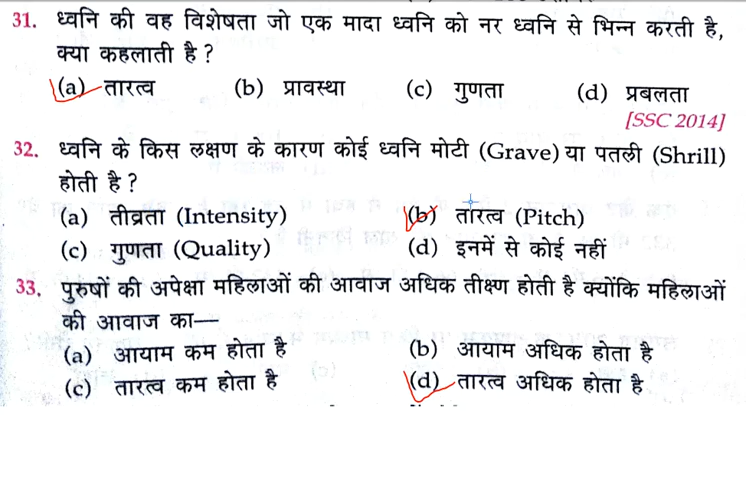 31. ध्वनि की वह विशेषता जो एक मादा ध्वनि को नर ध्वनि से भिन्न करती है,
क्या कहलाती है ?
(a) तारत्व (b) प्रावस्था (c) गुणता (d) प्रबलता
[SSC 2014]
32. ध्वनि के किस लक्षण के कारण कोई ध्वनि मोटी (Grave) या पतली (Shrill)
होती है ?
(a) तीव्रता (Intensity) (b) तारत्व (Pitch)
(c) गुणता (Quality) (d) इनमें से कोई नहीं
33. पुरुषों की अपेक्षा महिलाओं की आवाज अधिक तीक्ष्ण होती है क्योंकि महिलाओं
की आवाज का—
(a) आयाम कम होता है (b) आयाम अधिक होता है
(c) तारत्व कम होता है (d) तारत्व अधिक होता है